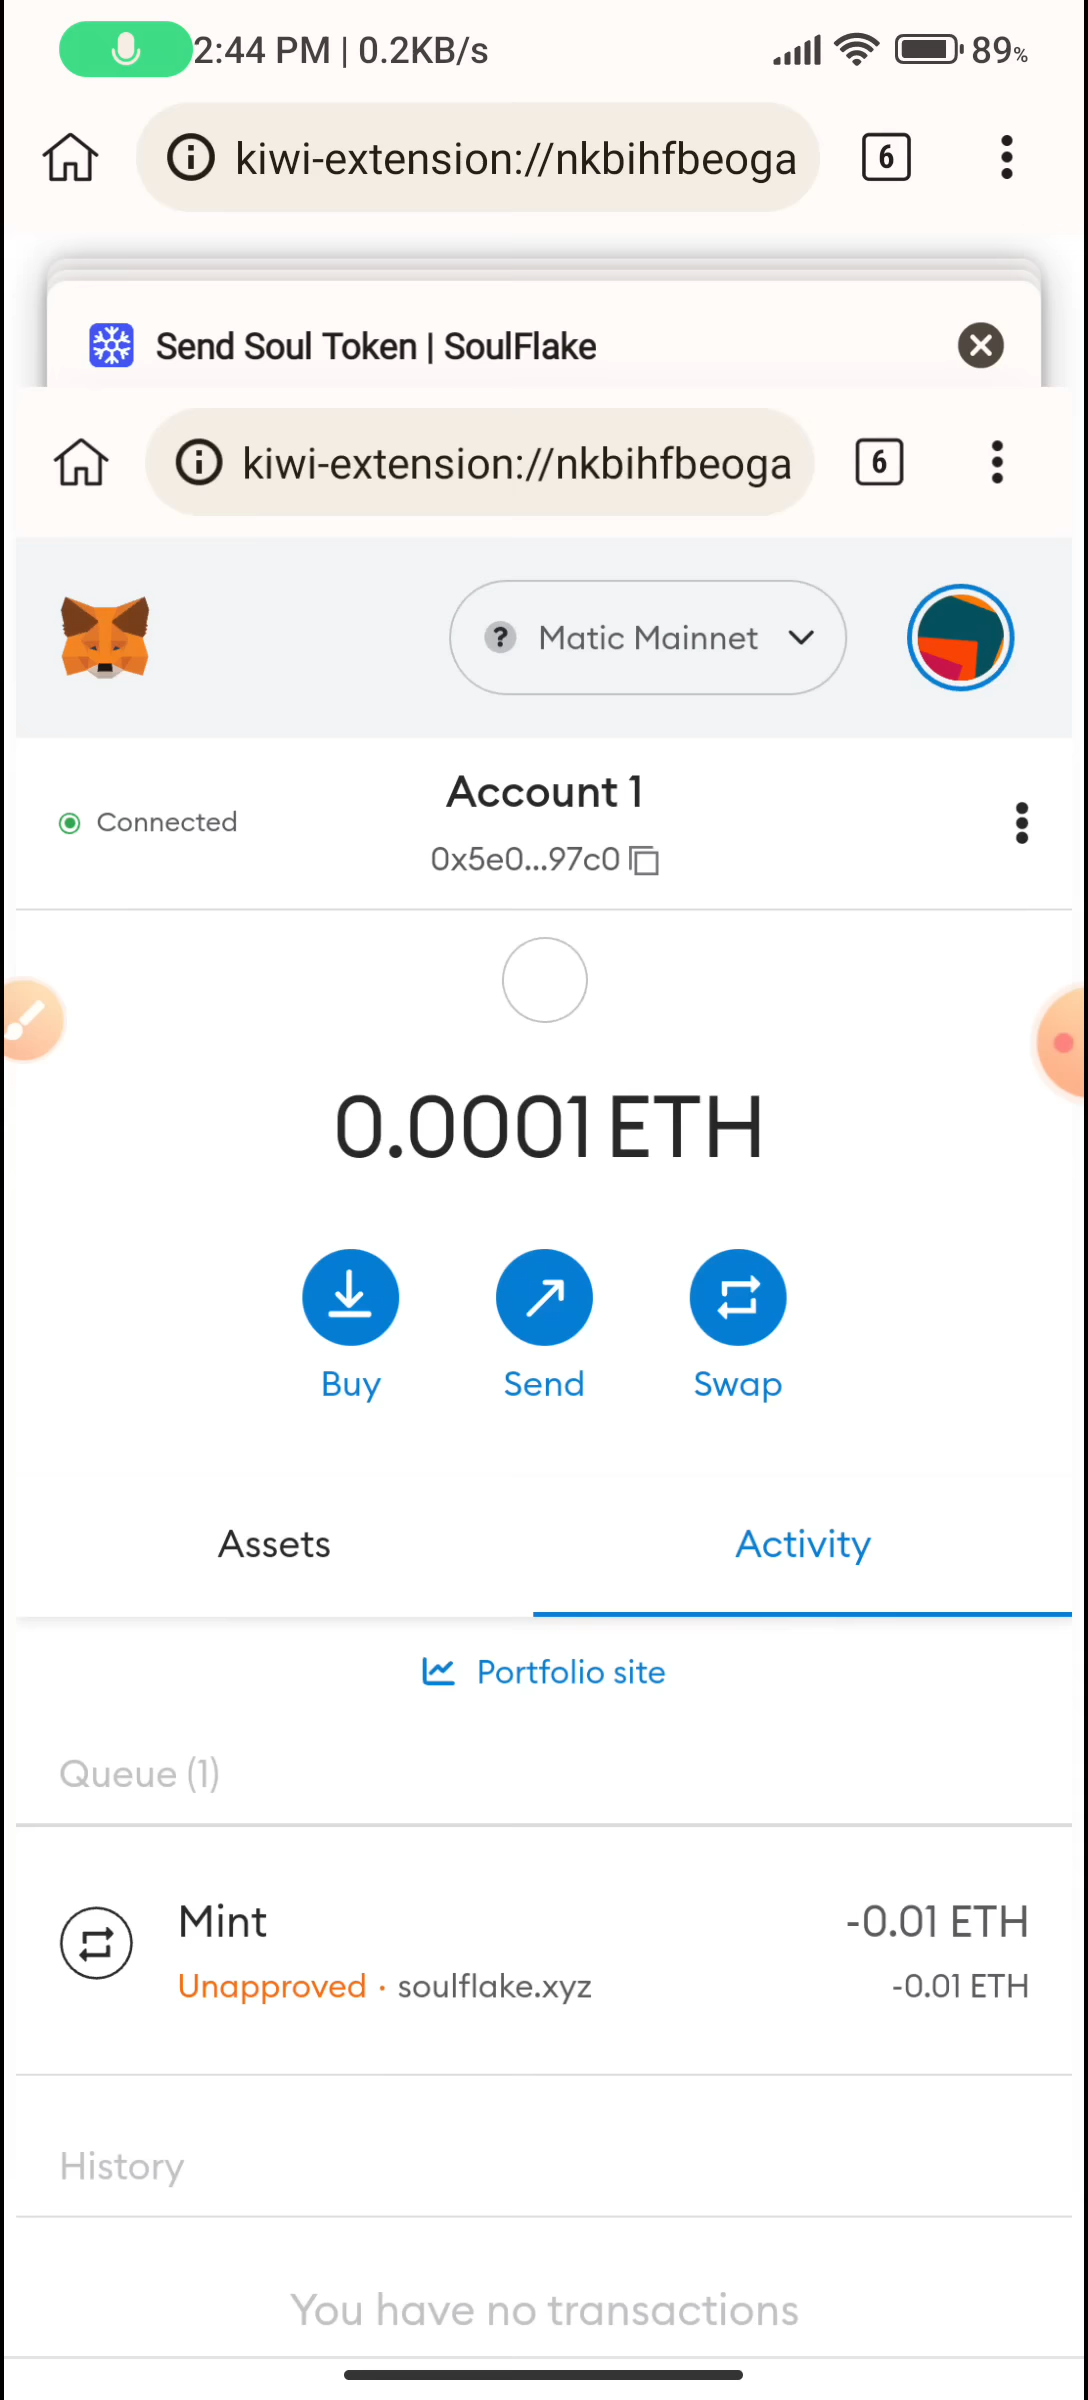 2:44 PM | 0.2KB/s 89%
kiwi-extension://nkbihfbeoga 6
Send Soul Token | SoulFlake
kiwi-extension://nkbihfbeoga 6
? Matic Mainnet
Account 1
Connected
0x5e0...97c0
0.0001 ETH
Buy Send Swap
Assets Activity
Portfolio site
Queue (1)
Mint -0.01 ETH
Unapproved · soulflake.xyz -0.01 ETH
History
You have no transactions